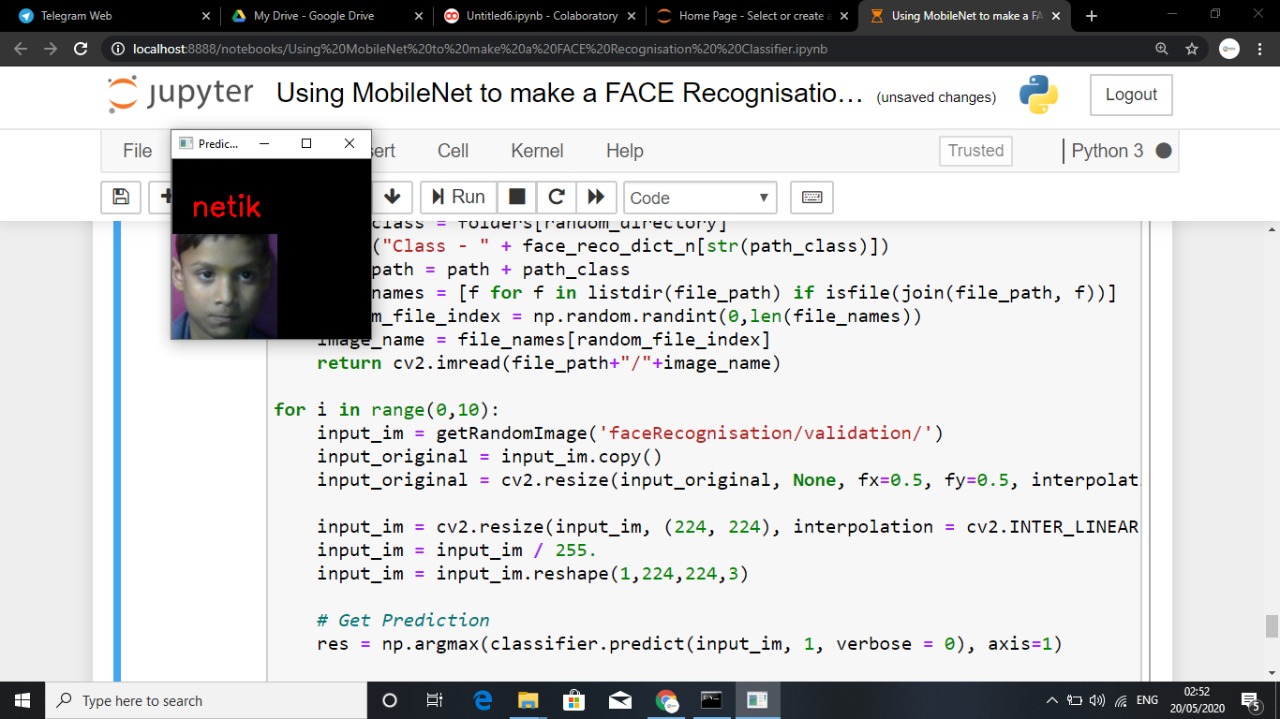 Telegram Web
My Drive - Google Drive
Untitled6.ipynb - Colaboratory
Home Page - Select or create a
Using MobileNet to make a FA
localhost:8888/notebooks/Using%20MobileNet%20to%20make%20a%20FACE%20Recognisation%20%20Classifier.ipynb
jupyter
Using MobileNet to make a FACE Recognisatio…
(unsaved changes)
Logout
File
Cell
Kernel
Help
Trusted
Python 3
Predic...
netik
Run
Code
class = folders[random_directory]
("Class - " + face_reco_dict_n[str(path_class)])
path = path + path_class
names = [f for f in listdir(file_path) if isfile(join(file_path, f))]
m_file_index = np.random.randint(0,len(file_names))
image_name = file_names[random_file_index]
return cv2.imread(file_path+"/"+image_name)
for i in range(0,10):
input_im = getRandomImage('faceRecognisation/validation/')
input_original = input_im.copy()
input_original = cv2.resize(input_original, None, fx=0.5, fy=0.5, interpolat
input_im = cv2.resize(input_im, (224, 224), interpolation = cv2.INTER_LINEAR
input_im = input_im / 255.
input_im = input_im.reshape(1,224,224,3)
# Get Prediction
res = np.argmax(classifier.predict(input_im, 1, verbose = 0), axis=1)
Type here to search
ENG
02:52
20/05/2020
5